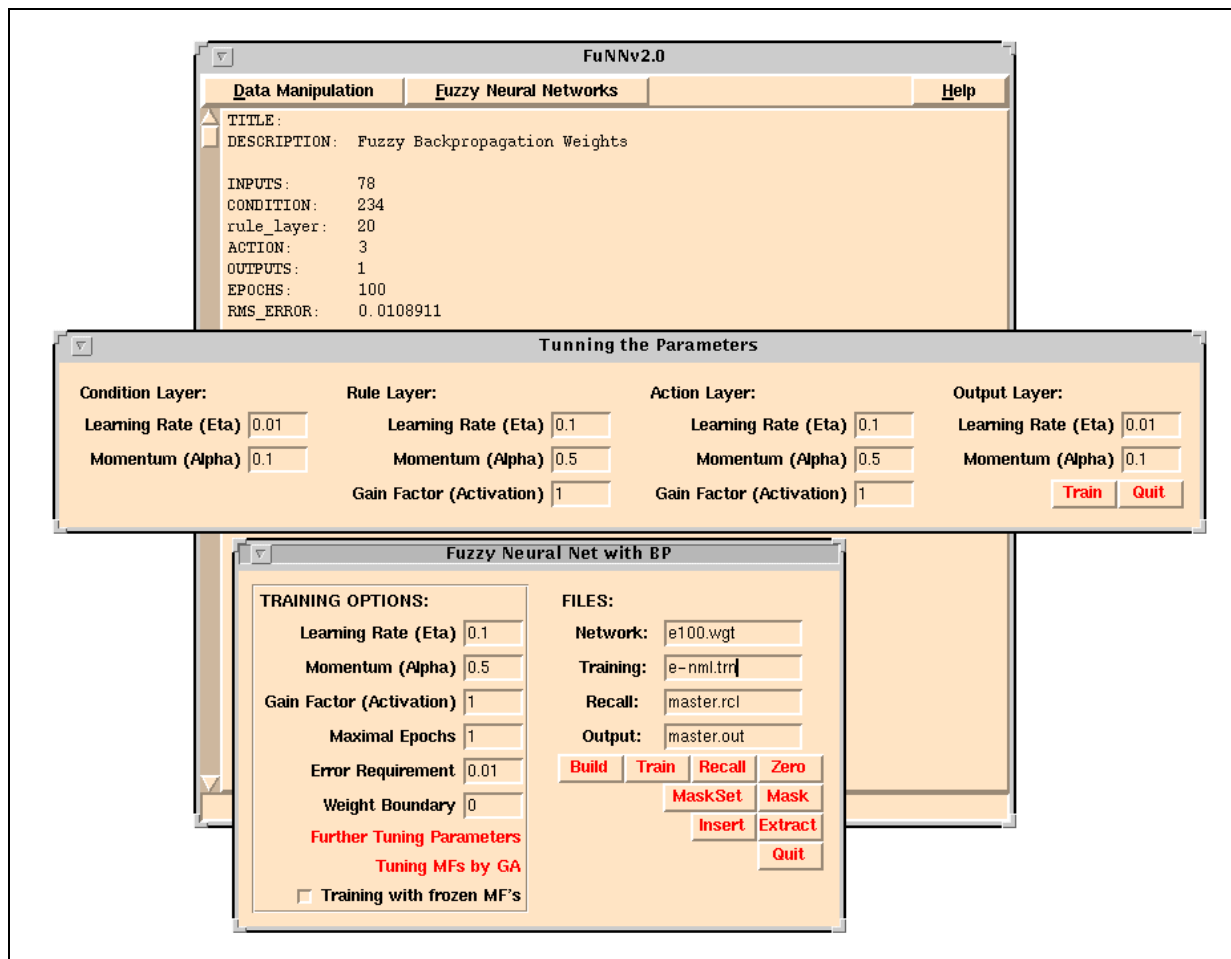 FuNNv2.0
Data Manipulation Fuzzy Neural Networks Help
TITLE:
DESCRIPTION: Fuzzy Backpropagation Weights
INPUTS: 78
CONDITION: 234
rule_layer: 20
ACTION: 3
OUTPUTS: 1
EPOCHS: 100
RMS_ERROR: 0.0108911
Tunning the Parameters
Condition Layer: Rule Layer: Action Layer: Output Layer:
Learning Rate (Eta) 0.01 Learning Rate (Eta) 0.1 Learning Rate (Eta) 0.1 Learning Rate (Eta) 0.01
Momentum (Alpha) 0.1 Momentum (Alpha) 0.5 Momentum (Alpha) 0.5 Momentum (Alpha) 0.1
Gain Factor (Activation) 1 Gain Factor (Activation) 1 Train Quit
Fuzzy Neural Net with BP
TRAINING OPTIONS:
Learning Rate (Eta) 0.1
Momentum (Alpha) 0.5
Gain Factor (Activation) 1
Maximal Epochs 1
Error Requirement 0.01
Weight Boundary 0
Further Tuning Parameters
Tuning MFs by GA
Training with frozen MF's
FILES:
Network: e100.wgt
Training: e-nml.trn
Recall: master.rcl
Output: master.out
Build Train Recall Zero
MaskSet Mask
Insert Extract
Quit